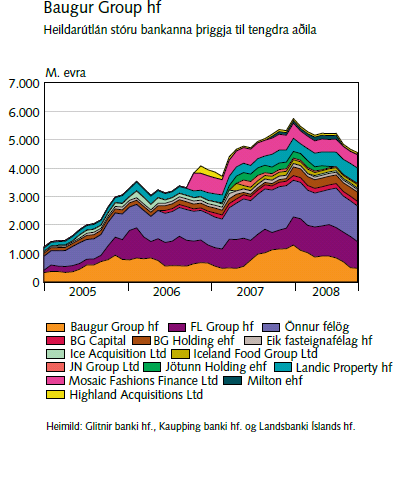 Baugur Group hf
Heildarútlán stóru bankanna þriggja til tengdra aðila
M. evra
7.000
6.000
5.000
4.000
3.000
2.000
1.000
0
2005 2006 2007 2008
Baugur Group hf FL Group hf Önnur félög
BG Capital BG Holding ehf Eik fasteignafélag hf
Ice Acquisition Ltd Iceland Food Group Ltd
JN Group Ltd Jötunn Holding ehf Landic Property hf
Mosaic Fashions Finance Ltd Milton ehf
Highland Acquisitions Ltd
Heimild: Glitnir banki hf., Kaupþing banki hf. og Landsbanki Íslands hf.